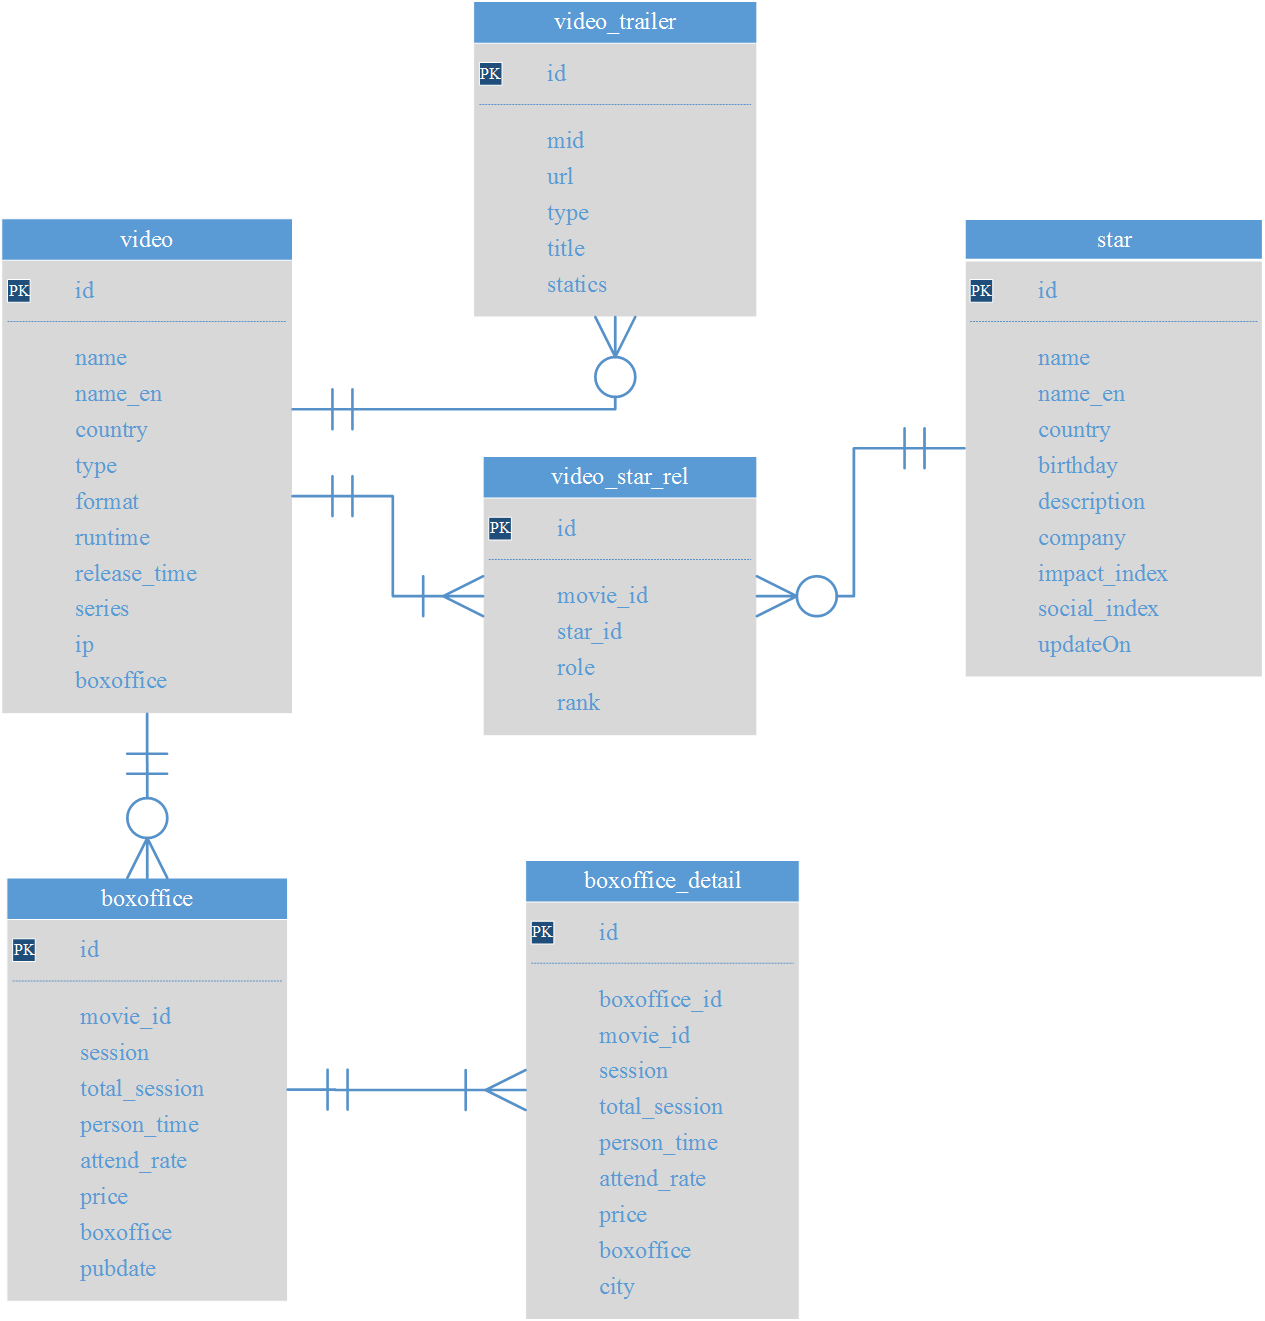 video_trailer
PK id
mid
url
type
title
statics
video
PK id
name
name_en
country
type
format
runtime
release_time
series
ip
boxoffice
star
PK id
name
name_en
country
birthday
description
company
impact_index
social_index
updateOn
video_star_rel
PK id
movie_id
star_id
role
rank
boxoffice
PK id
movie_id
session
total_session
person_time
attend_rate
price
boxoffice
pubdate
boxoffice_detail
PK id
boxoffice_id
movie_id
session
total_session
person_time
attend_rate
price
boxoffice
city